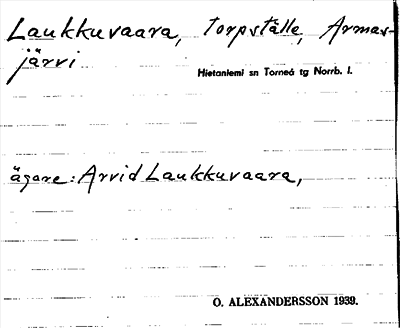 Laukkuvaara, Torpställe, Armas-
järvi
Hietaniemi sn Torneå tg Norrb. l.
ägare: Arvid Laukkuvaara,
O. ALEXANDERSSON 1939.